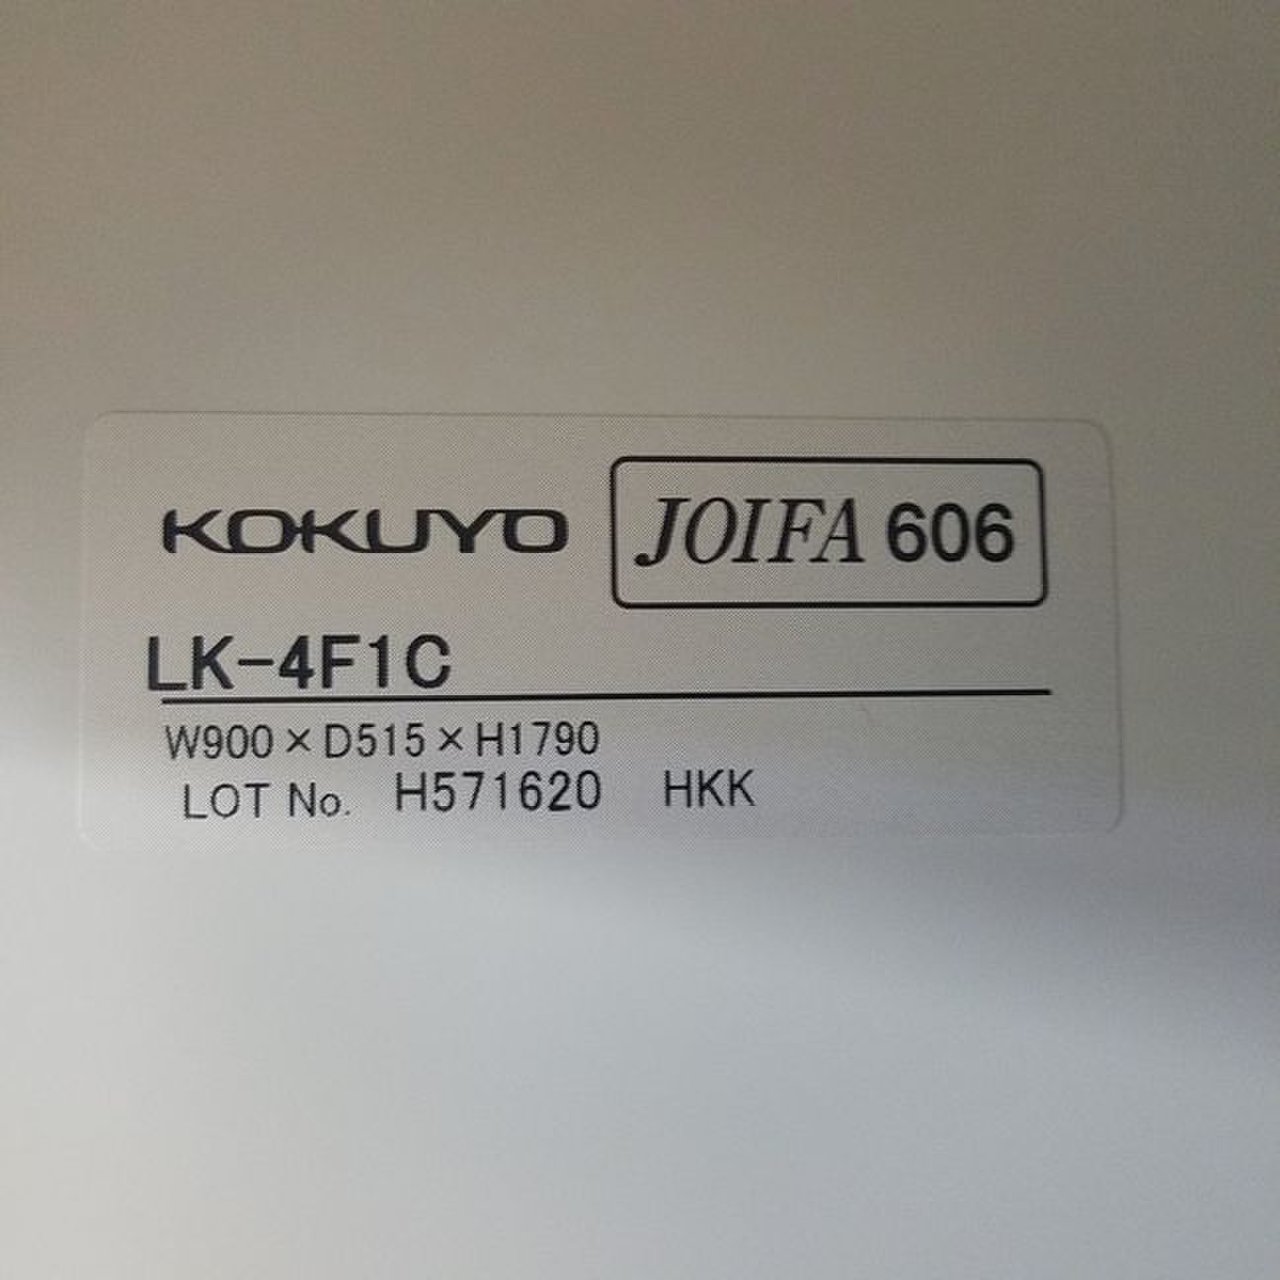 KOKUYO JOIFA 606
LK-4F1C
W900×D515×H1790
LOT No. H571620 HKK